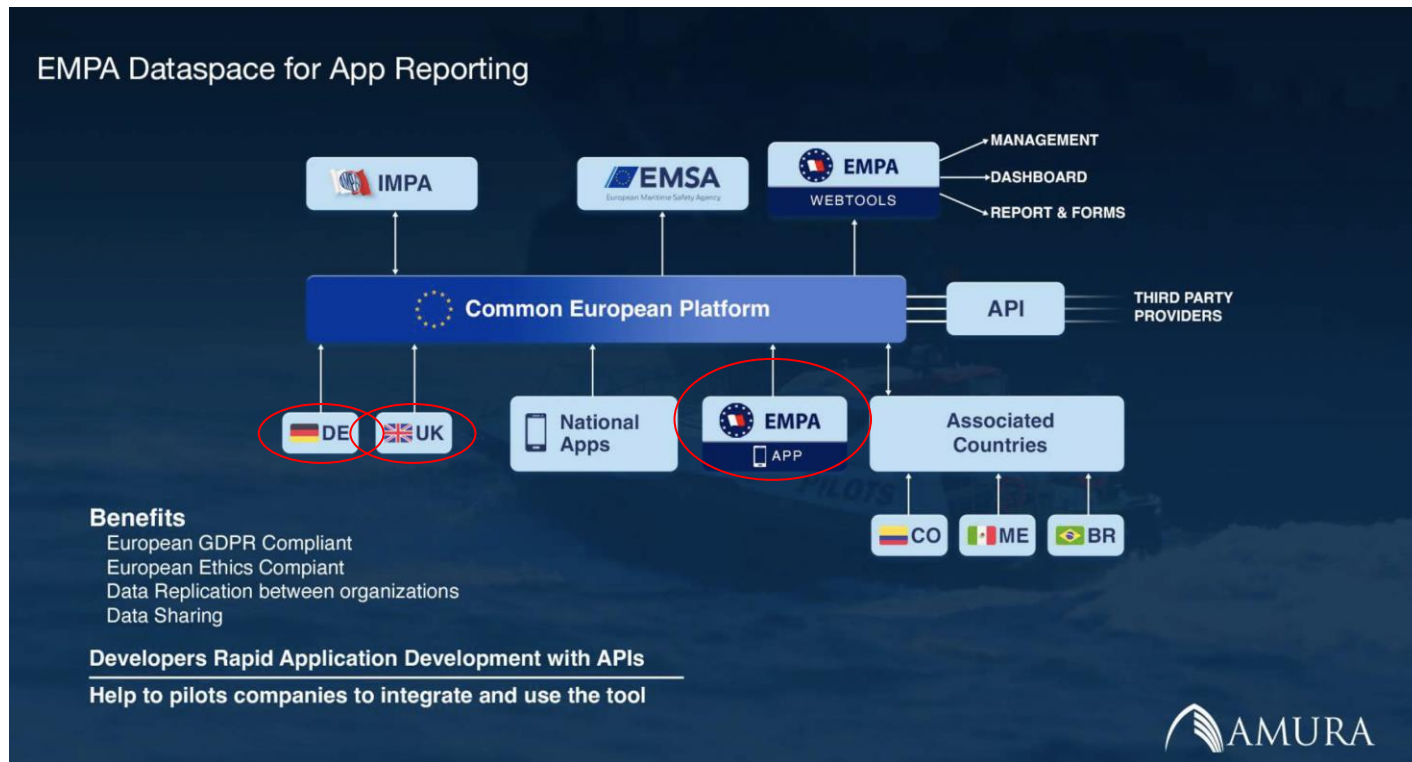 EMPA Dataspace for App Reporting
IMPA
EMSA
European Maritime Safety Agency
EMPA
WEBTOOLS
MANAGEMENT
DASHBOARD
REPORT & FORMS
Common European Platform
API
THIRD PARTY
PROVIDERS
DE
UK
National
Apps
EMPA
APP
Associated
Countries
CO
ME
BR
PILOTS
Benefits
European GDPR Compliant
European Ethics Compiant
Data Replication between organizations
Data Sharing
Developers Rapid Application Development with APIs
Help to pilots companies to integrate and use the tool
AMURA